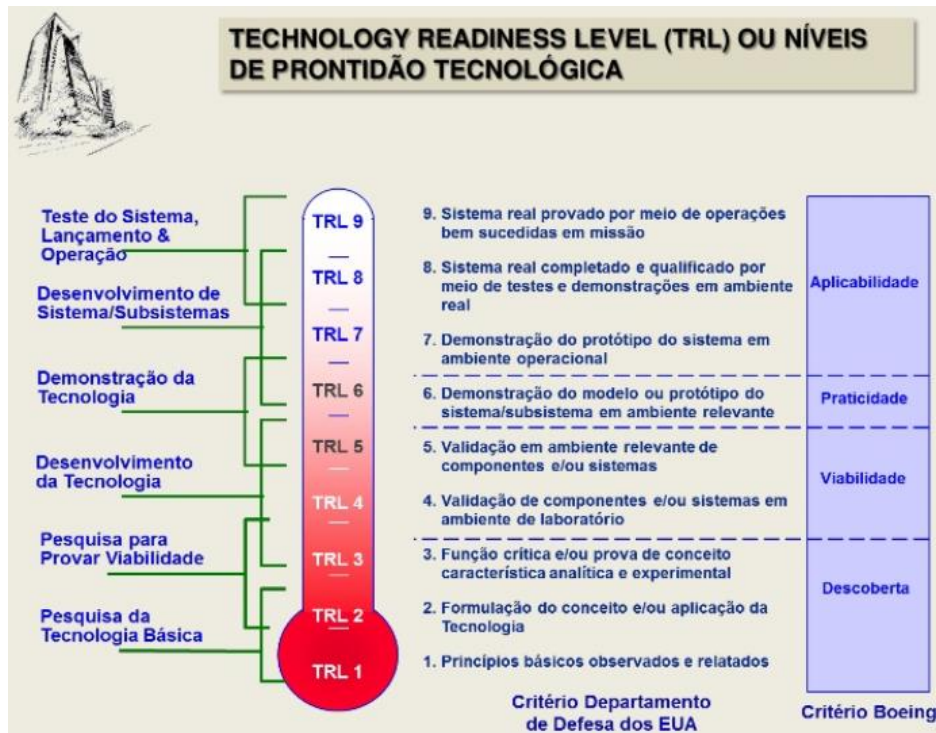 TECHNOLOGY READINESS LEVEL (TRL) OU NÍVEIS
DE PRONTIDÃO TECNOLÓGICA
Teste do Sistema,
Lançamento &
Operação
Desenvolvimento de
Sistema/Subsistemas
Demonstração da
Tecnologia
Desenvolvimento
da Tecnologia
Pesquisa para
Provar Viabilidade
Pesquisa da
Tecnologia Básica
TRL 9
TRL 8
TRL 7
TRL 6
TRL 5
TRL 4
TRL 3
TRL 2
TRL 1
9. Sistema real provado por meio de operações
bem sucedidas em missão
8. Sistema real completado e qualificado por
meio de testes e demonstrações em ambiente
real
7. Demonstração do protótipo do sistema em
ambiente operacional
6. Demonstração do modelo ou protótipo do
sistema/subsistema em ambiente relevante
5. Validação em ambiente relevante de
componentes e/ou sistemas
4. Validação de componentes e/ou sistemas em
ambiente de laboratório
3. Função crítica e/ou prova de conceito
característica analítica e experimental
2. Formulação do conceito e/ou aplicação da
Tecnologia
1. Princípios básicos observados e relatados
Critério Departamento
de Defesa dos EUA
Aplicabilidade
Praticidade
Viabilidade
Descoberta
Critério Boeing